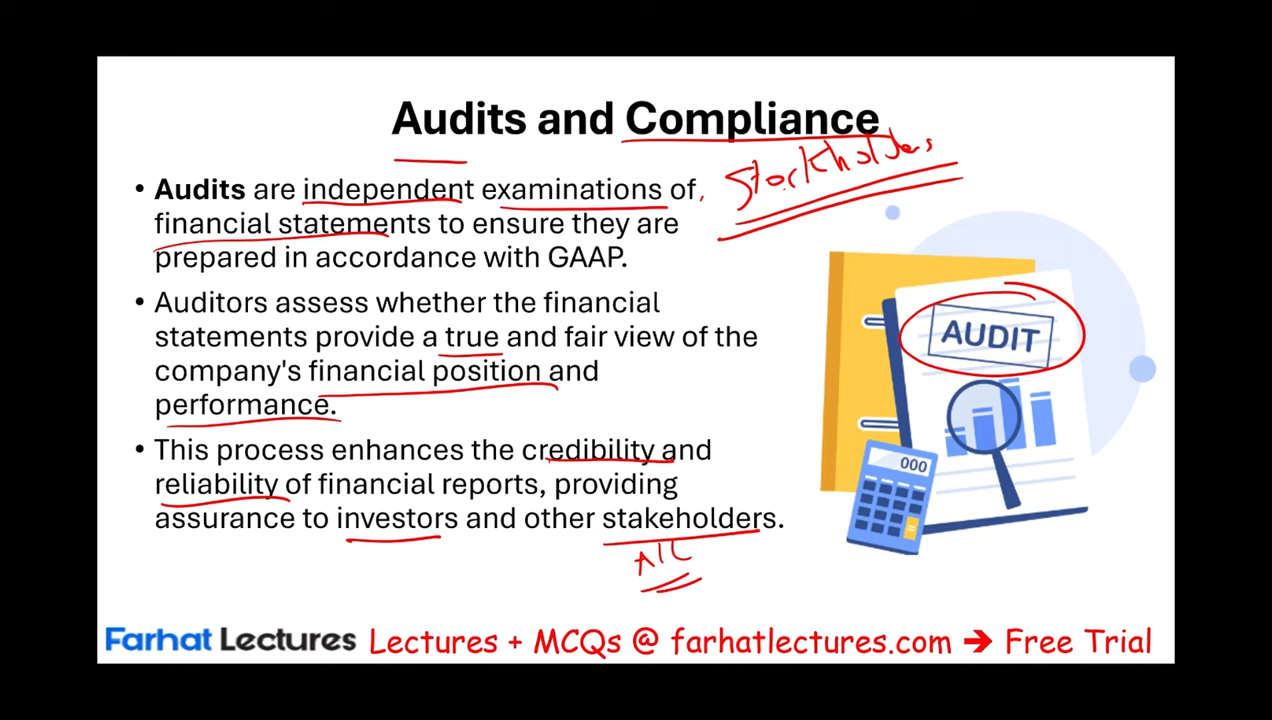 Audits and Compliance
Stockholders
• Audits are independent examinations of
financial statements to ensure they are
prepared in accordance with GAAP.
• Auditors assess whether the financial
statements provide a true and fair view of the
company's financial position and
performance.
• This process enhances the credibility and
reliability of financial reports, providing
assurance to investors and other stakeholders.
All
AUDIT
000
Farhat Lectures Lectures + MCQs @ farhatlectures.com → Free Trial